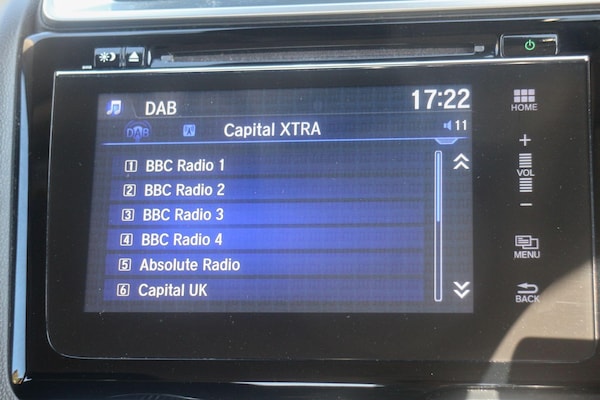 DAB 17:22
DAB Capital XTRA 11
1 BBC Radio 1
2 BBC Radio 2
3 BBC Radio 3
4 BBC Radio 4
5 Absolute Radio
6 Capital UK
HOME
+
VOL
−
MENU
BACK